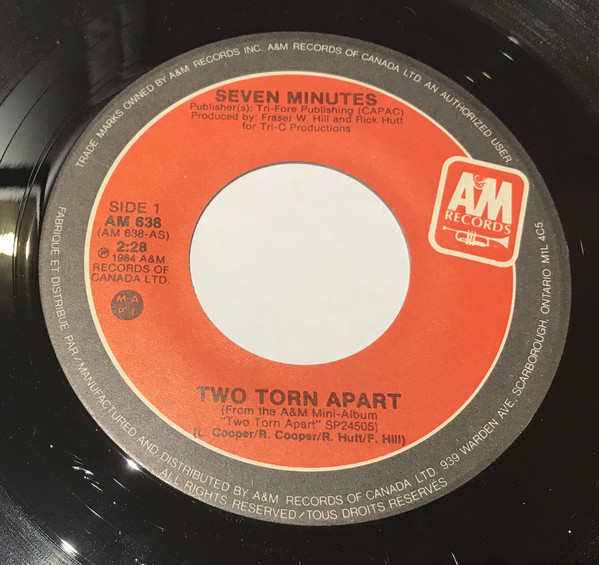 TRADE MARKS OWNED BY A&M RECORDS INC. A&M RECORDS OF CANADA LTD. AN AUTHORIZED USER
SEVEN MINUTES
Publisher(s): Tri-Fore Publishing (CAPAC)
Produced by: Fraser W. Hill and Rick Hutt
for Tri-C Productions
A&M
RECORDS
SIDE 1
AM 638
(AM 638-AS)
2:28
℗ 1984 A&M
RECORDS OF
CANADA LTD.
M A
P L
TWO TORN APART
(From the A&M Mini-Album
"Two Torn Apart" SP24505)
(L. Cooper/R. Cooper/R. Hutt/F. Hill)
FABRIQUE ET DISTRIBUE PAR/MANUFACTURED AND DISTRIBUTED BY A&M RECORDS OF CANADA LTD. 939 WARDEN AVE, SCARBOROUGH, ONTARIO M1L 4C5
ALL RIGHTS RESERVED/TOUS DROITS RESERVÉS